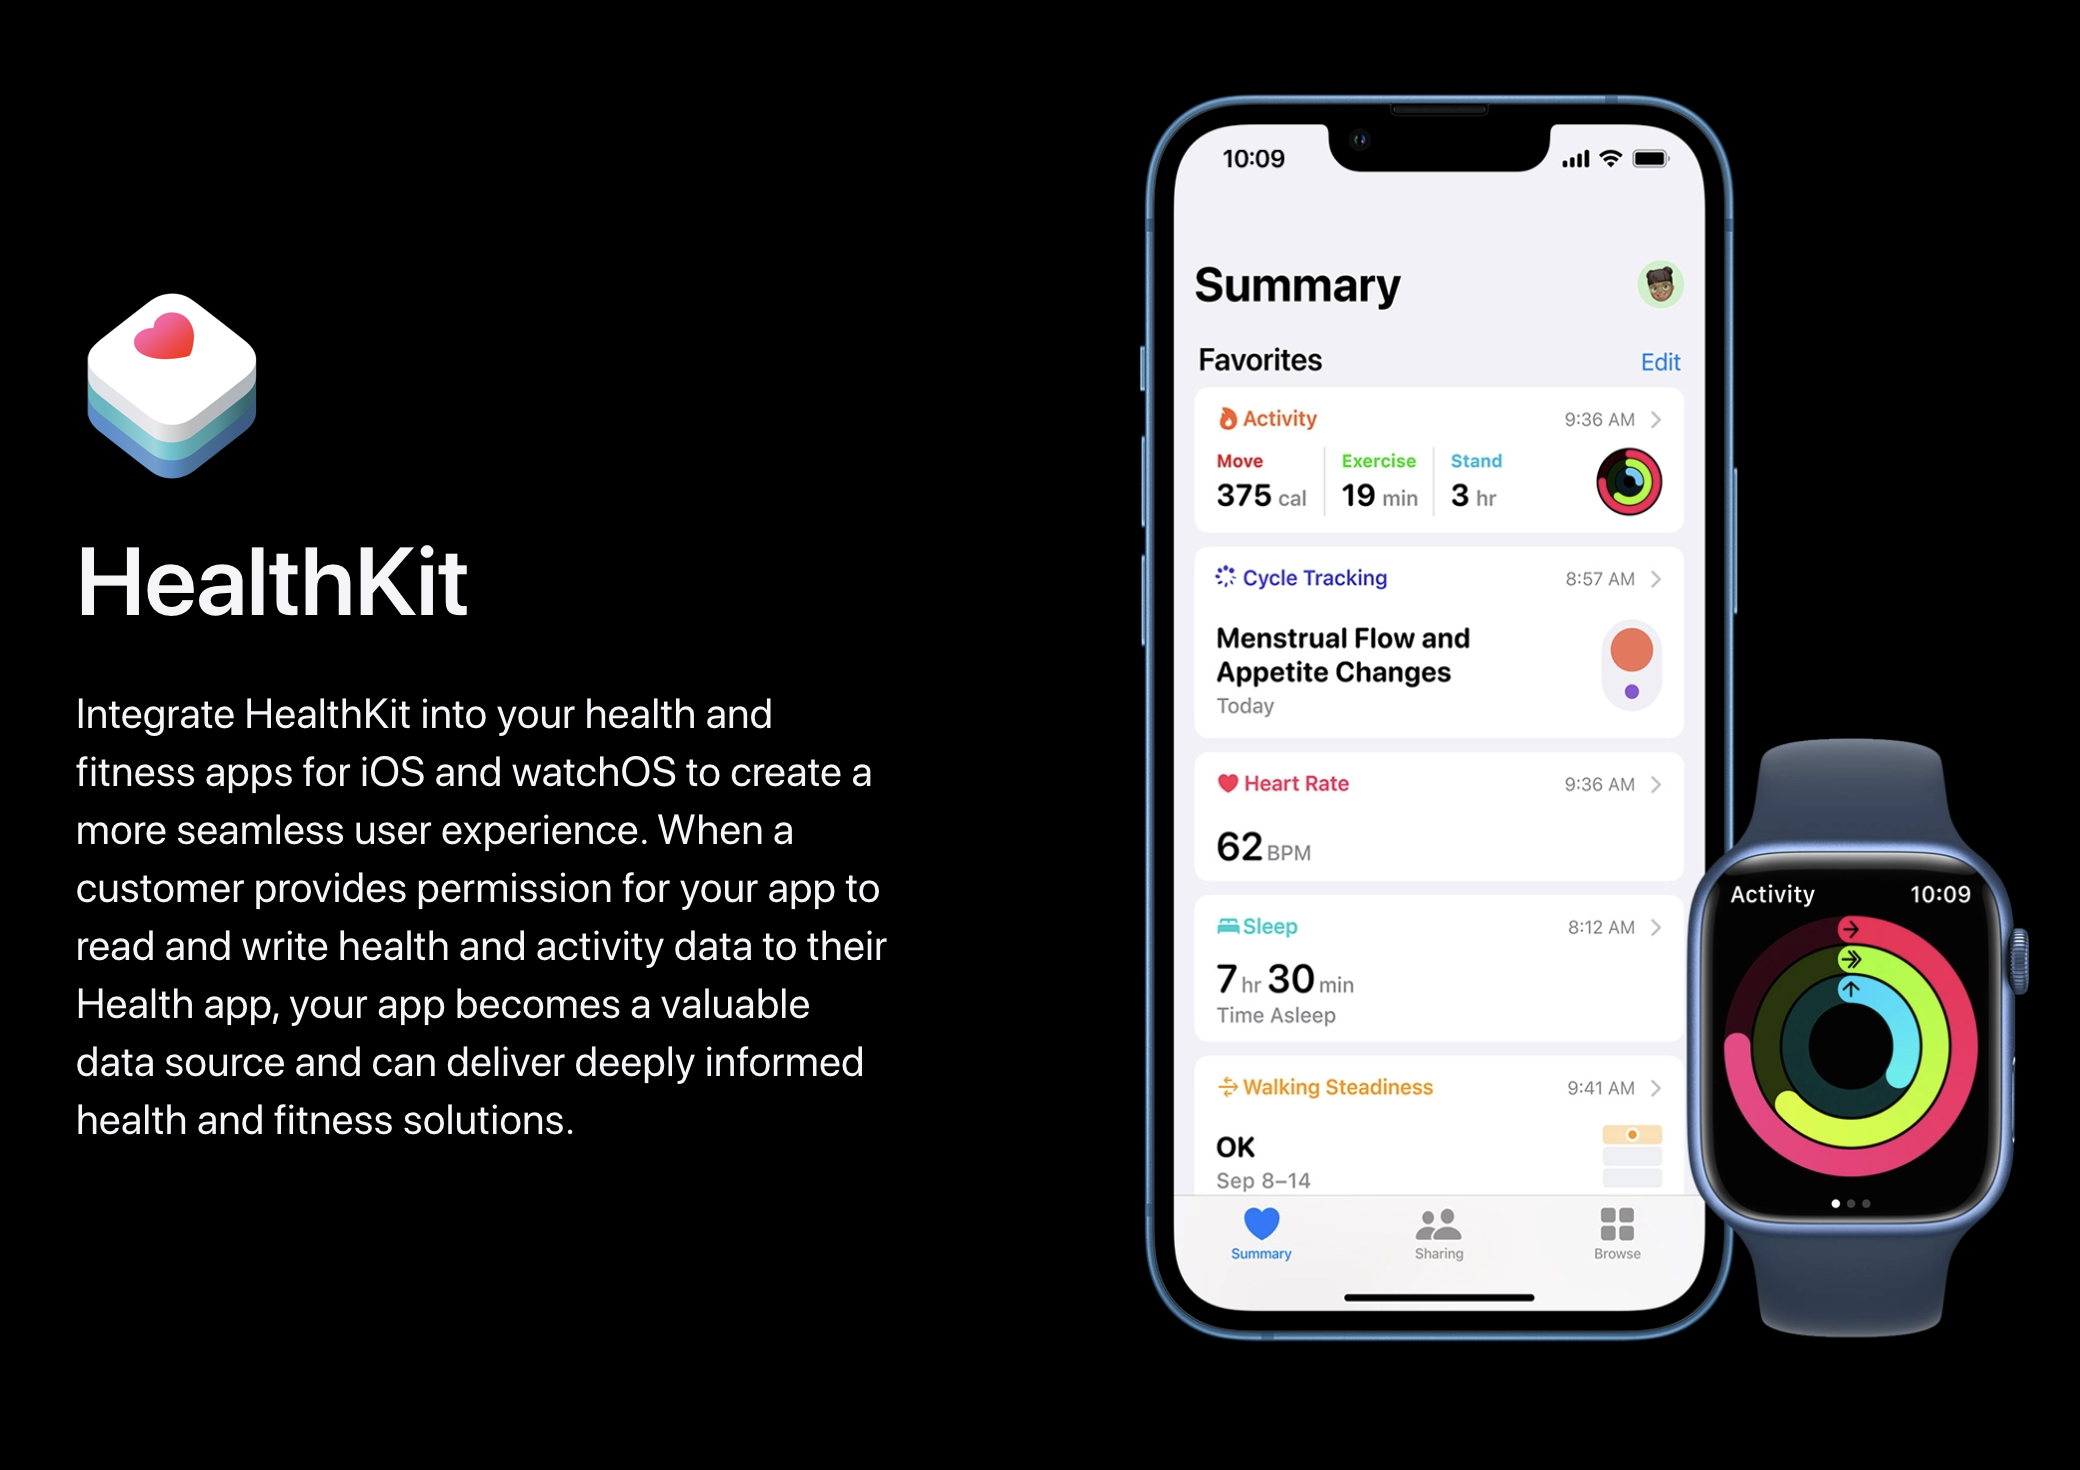 HealthKit
Integrate HealthKit into your health and
fitness apps for iOS and watchOS to create a
more seamless user experience. When a
customer provides permission for your app to
read and write health and activity data to their
Health app, your app becomes a valuable
data source and can deliver deeply informed
health and fitness solutions.
10:09
Summary
Favorites Edit
Activity 9:36 AM
Move Exercise Stand
375 cal 19 min 3 hr
Cycle Tracking 8:57 AM
Menstrual Flow and
Appetite Changes
Today
Heart Rate 9:36 AM
62 BPM
Sleep 8:12 AM
7 hr 30 min
Time Asleep
Walking Steadiness 9:41 AM
OK
Sep 8–14
Summary Sharing Browse
Activity 10:09